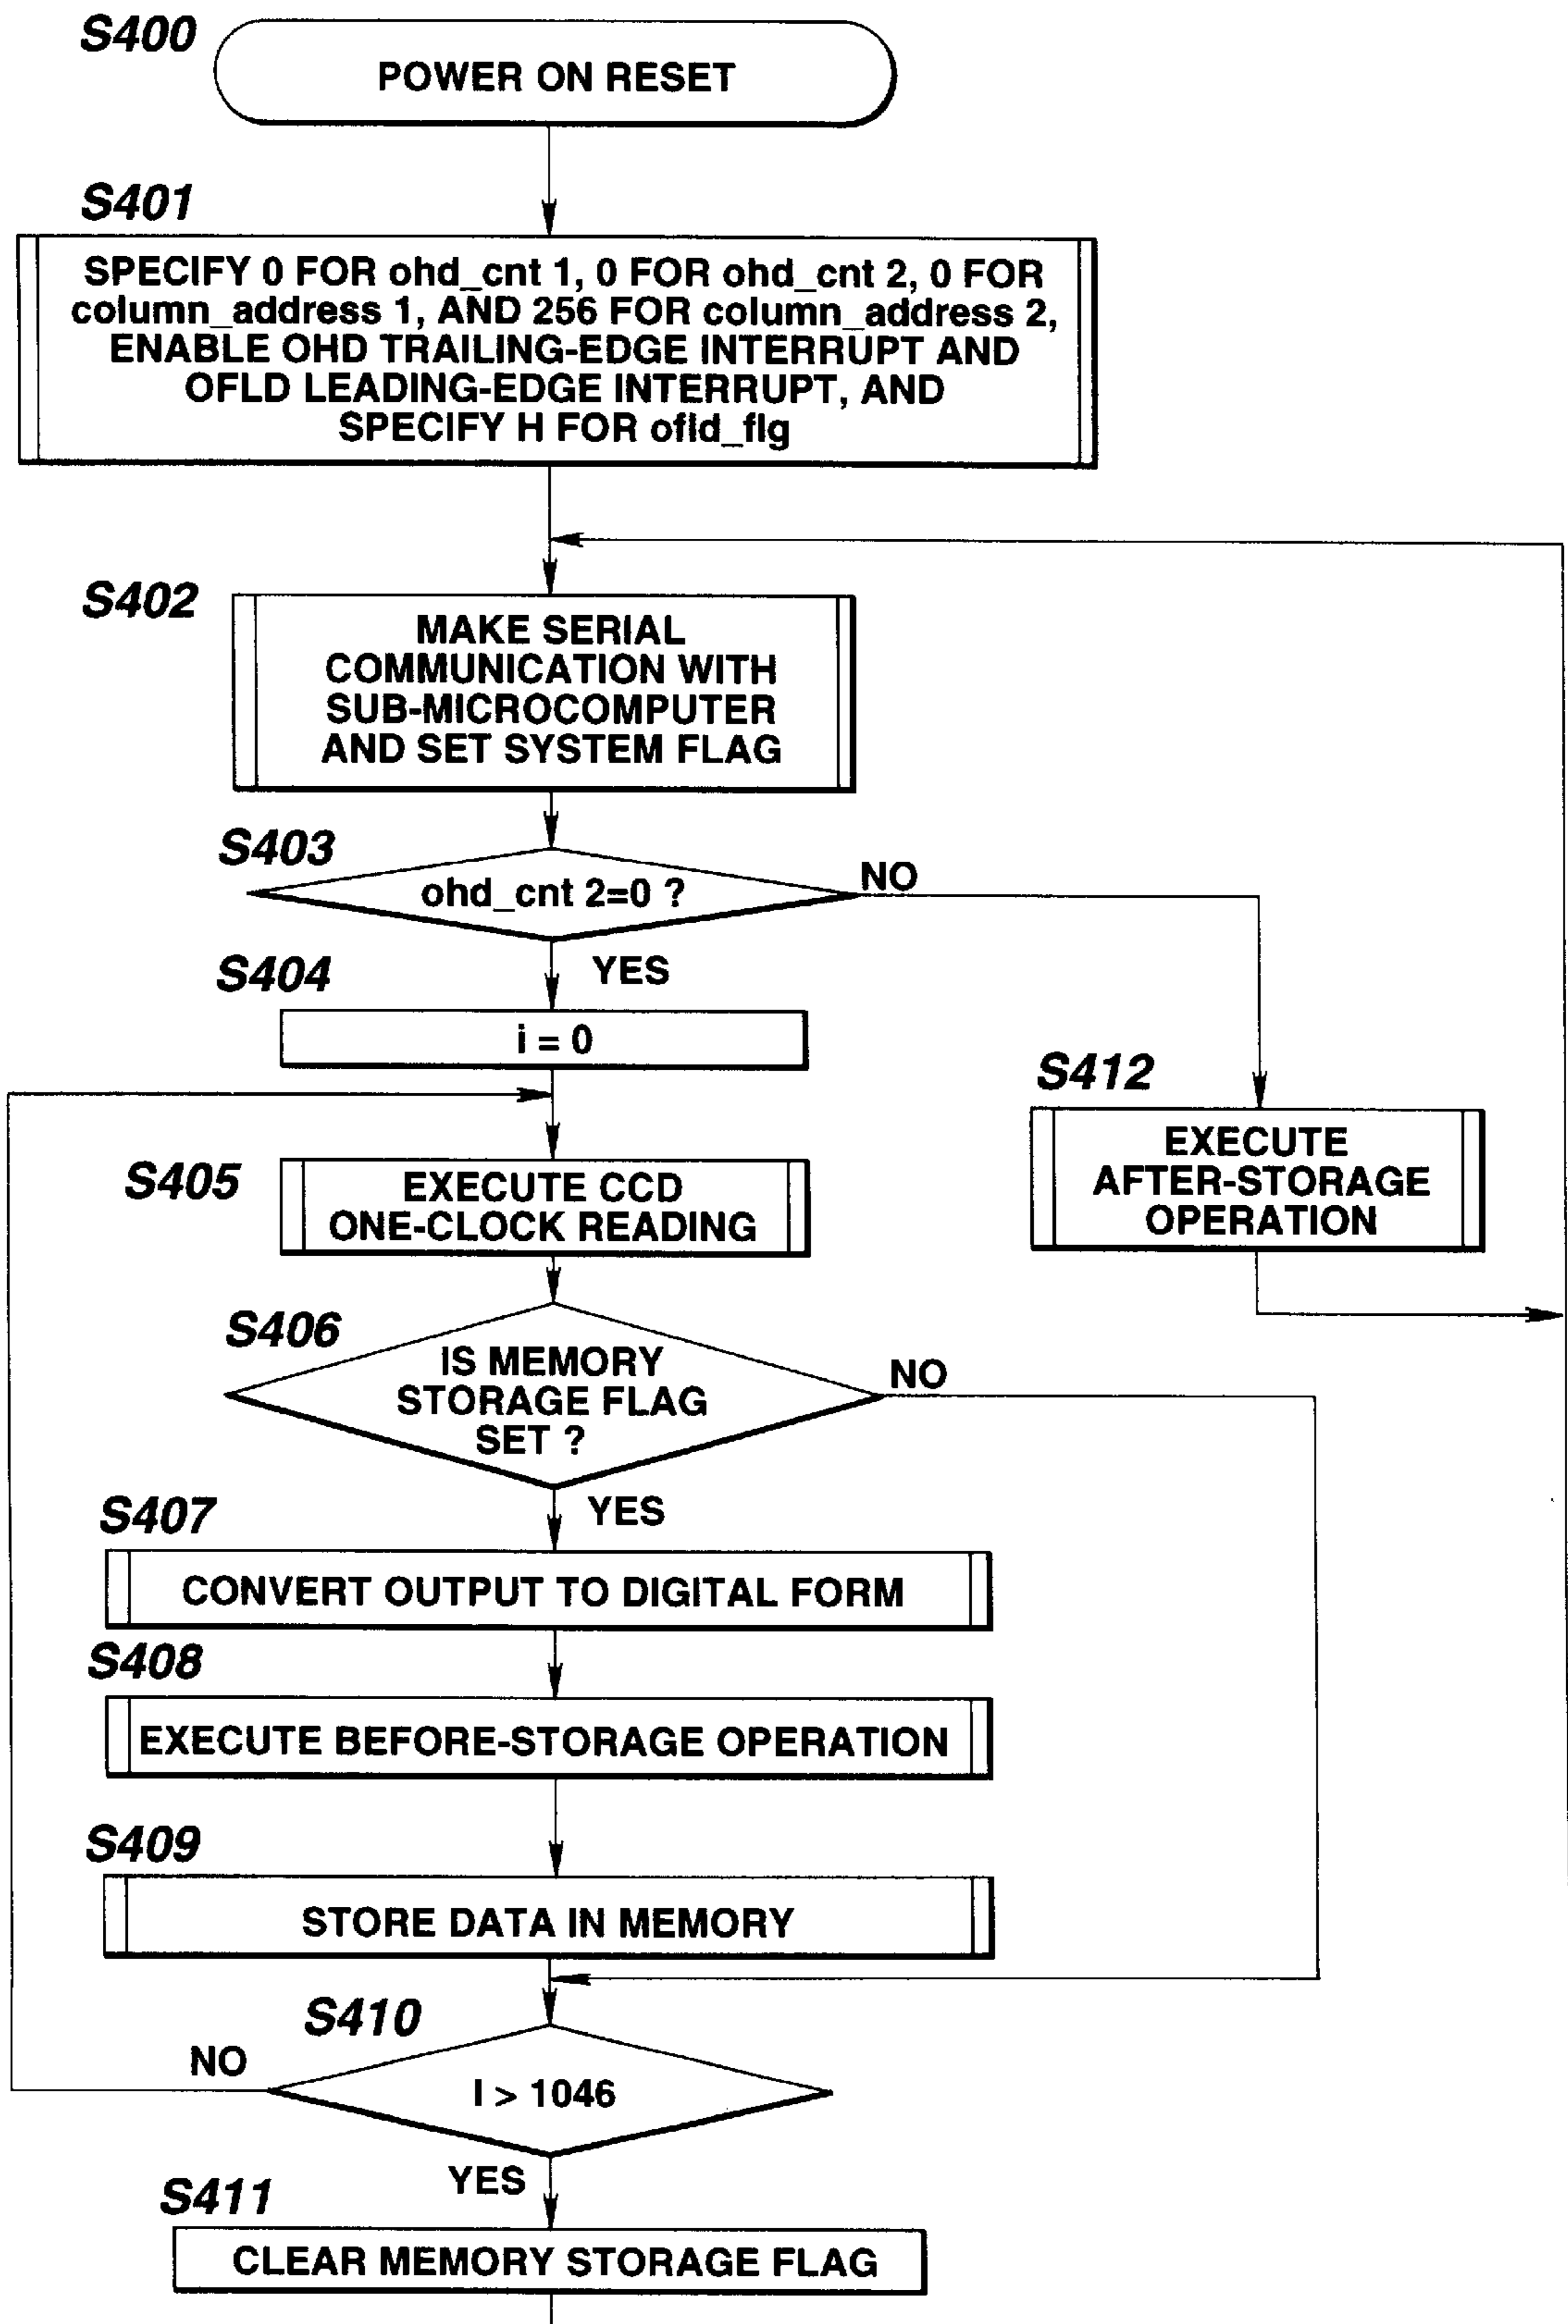 S400
POWER ON RESET
S401
SPECIFY 0 FOR ohd_cnt 1, 0 FOR ohd_cnt 2, 0 FOR
column_address 1, AND 256 FOR column_address 2,
ENABLE OHD TRAILING-EDGE INTERRUPT AND
OFLD LEADING-EDGE INTERRUPT, AND
SPECIFY H FOR ofld_flg
S402
MAKE SERIAL
COMMUNICATION WITH
SUB-MICROCOMPUTER
AND SET SYSTEM FLAG
S403
ohd_cnt 2=0 ?
NO
YES
S404
i = 0
S412
EXECUTE
AFTER-STORAGE
OPERATION
S405
EXECUTE CCD
ONE-CLOCK READING
S406
IS MEMORY
STORAGE FLAG
SET ?
NO
YES
S407
CONVERT OUTPUT TO DIGITAL FORM
S408
EXECUTE BEFORE-STORAGE OPERATION
S409
STORE DATA IN MEMORY
S410
NO
I > 1046
YES
S411
CLEAR MEMORY STORAGE FLAG